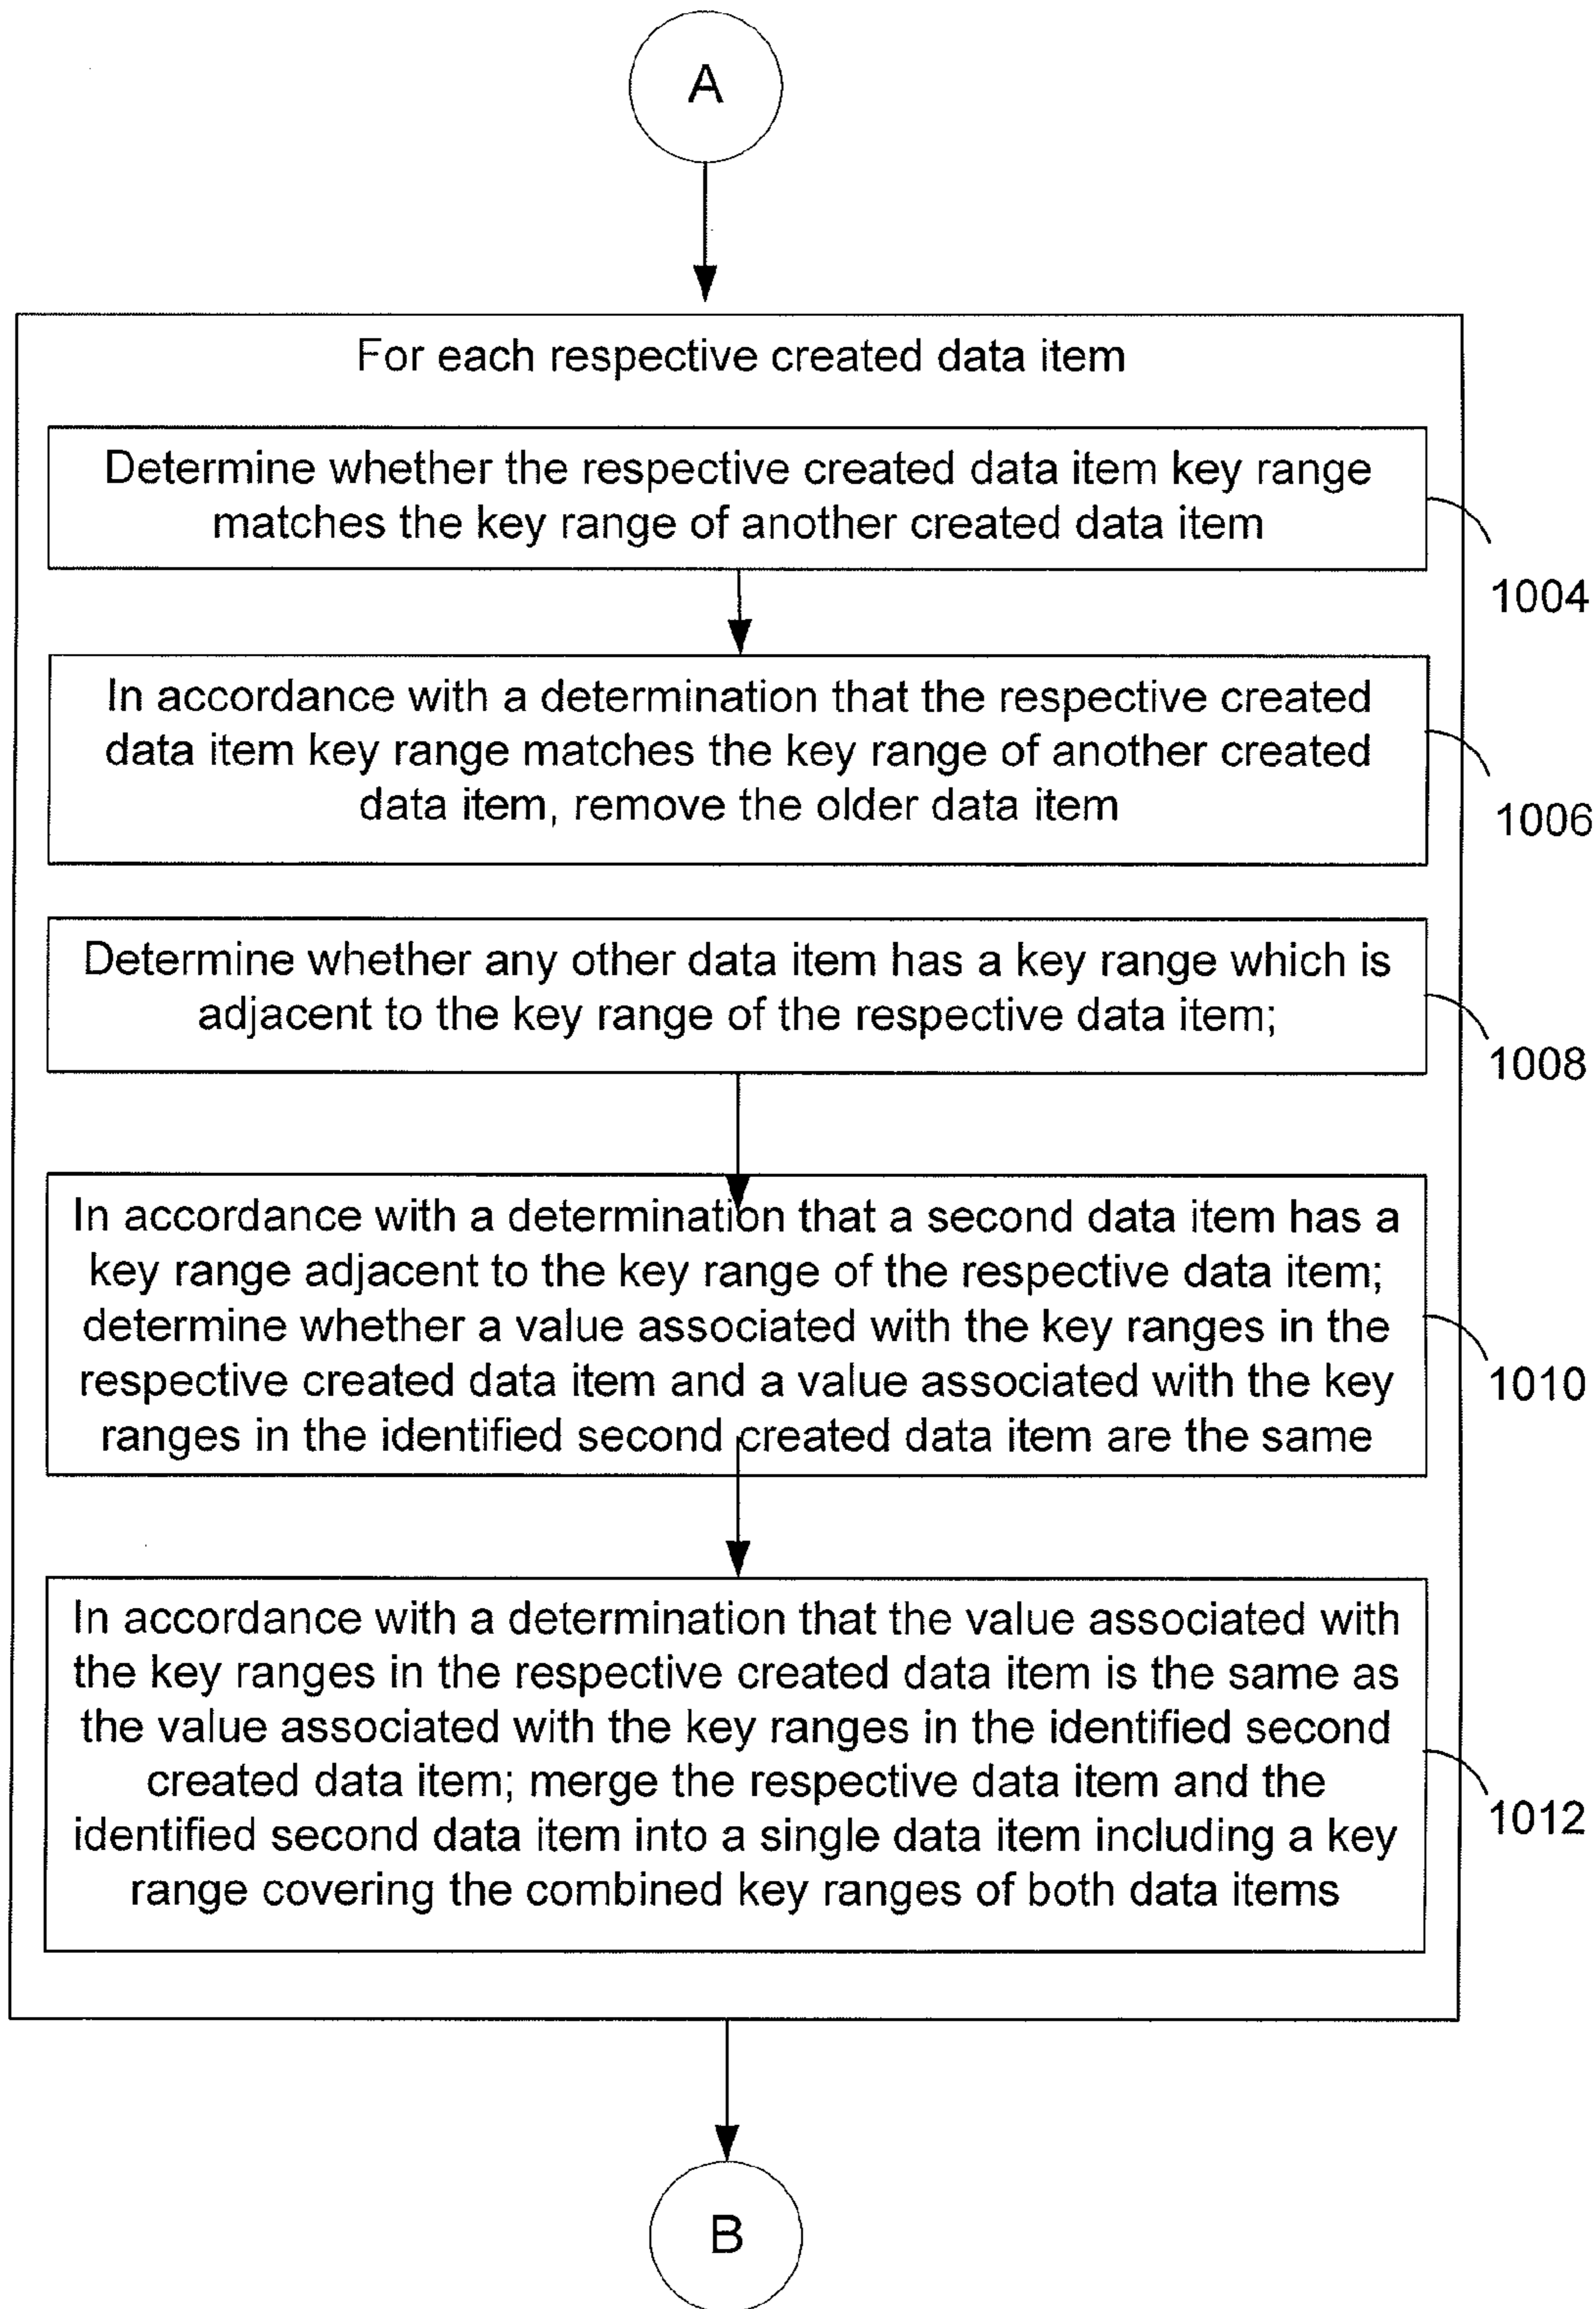 A
For each respective created data item
Determine whether the respective created data item key range
matches the key range of another created data item
1004
In accordance with a determination that the respective created
data item key range matches the key range of another created
data item, remove the older data item
1006
Determine whether any other data item has a key range which is
adjacent to the key range of the respective data item;
1008
In accordance with a determination that a second data item has a
key range adjacent to the key range of the respective data item;
determine whether a value associated with the key ranges in the
respective created data item and a value associated with the key
ranges in the identified second created data item are the same
1010
In accordance with a determination that the value associated with
the key ranges in the respective created data item is the same as
the value associated with the key ranges in the identified second
created data item; merge the respective data item and the
identified second data item into a single data item including a key
range covering the combined key ranges of both data items
1012
B